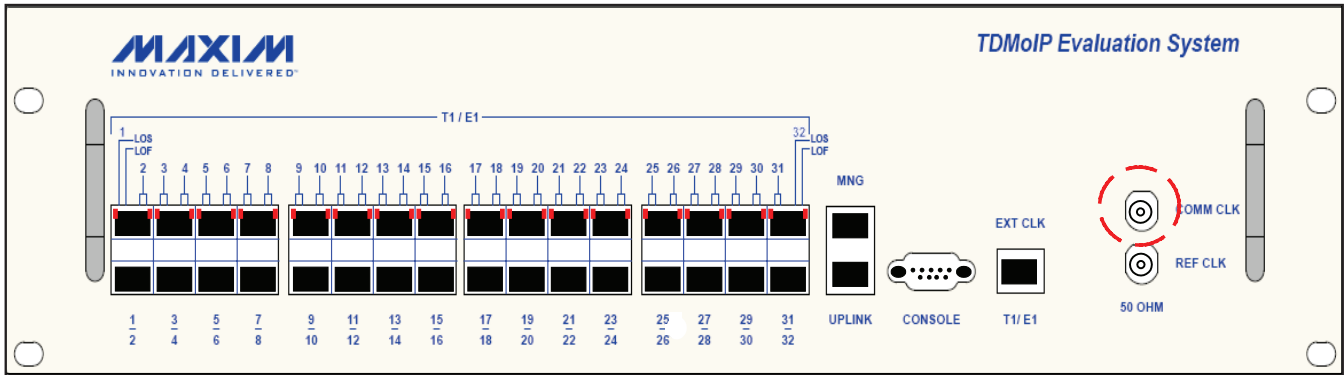 MAXIM
INNOVATION DELIVERED™
TDMoIP Evaluation System
T1 / E1
1 LOS
LOF
32 LOS
LOF
2 3 4 5 6 7 8 9 10 11 12 13 14 15 16 17 18 19 20 21 22 23 24 25 26 27 28 29 30 31
MNG
EXT CLK
COMM CLK
REF CLK
50 OHM
1 3 5 7 9 11 13 15 17 19 21 23 25 27 29 31
2 4 6 8 10 12 14 16 18 20 22 24 26 28 30 32
UPLINK
CONSOLE
T1/ E1